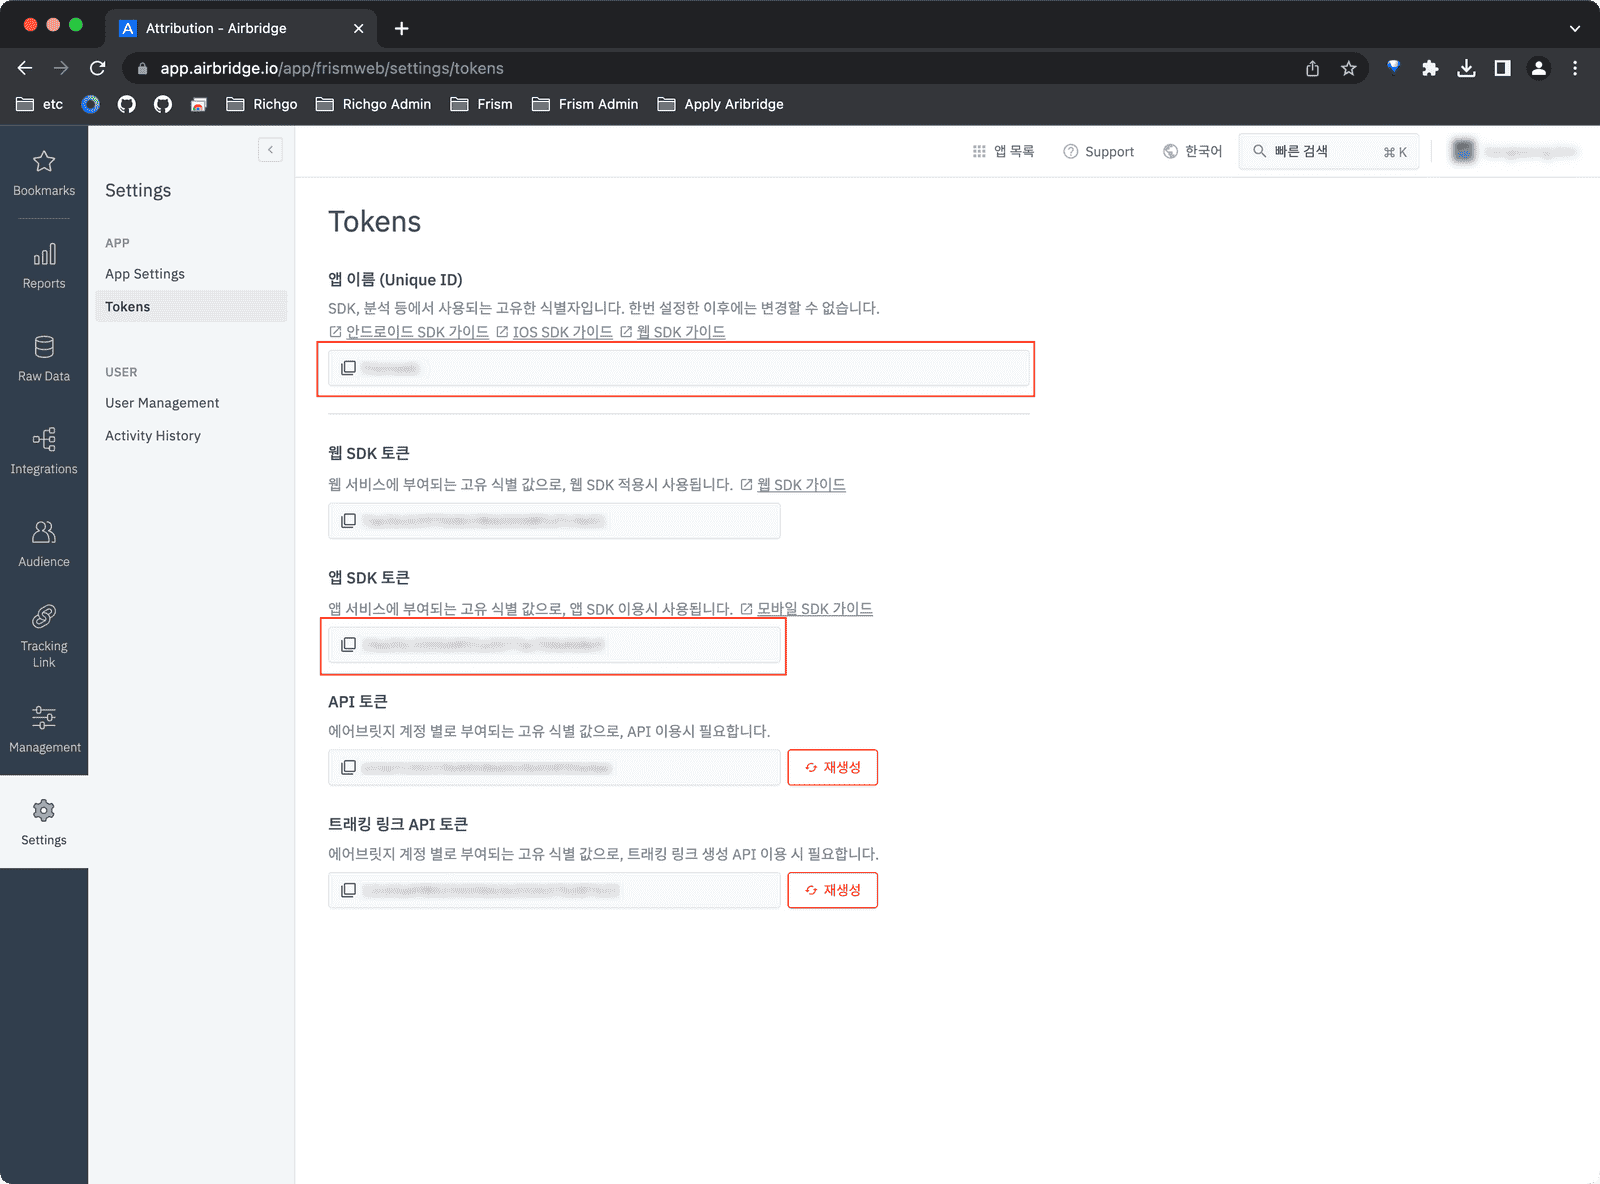 A Attribution - Airbridge
app.airbridge.io/app/frismweb/settings/tokens
etc Richgo Richgo Admin Frism Frism Admin Apply Aribridge
앱 목록 Support 한국어 빠른 검색 ⌘ K
Bookmarks
Reports
Raw Data
Integrations
Audience
Tracking
Link
Management
Settings
Settings
APP
App Settings
Tokens
USER
User Management
Activity History
Tokens
앱 이름 (Unique ID)
SDK, 분석 등에서 사용되는 고유한 식별자입니다. 한번 설정한 이후에는 변경할 수 없습니다.
안드로이드 SDK 가이드 IOS SDK 가이드 웹 SDK 가이드
웹 SDK 토큰
웹 서비스에 부여되는 고유 식별 값으로, 웹 SDK 적용시 사용됩니다. 웹 SDK 가이드
앱 SDK 토큰
앱 서비스에 부여되는 고유 식별 값으로, 앱 SDK 이용시 사용됩니다. 모바일 SDK 가이드
API 토큰
에어브릿지 계정 별로 부여되는 고유 식별 값으로, API 이용시 필요합니다.
재생성
트래킹 링크 API 토큰
에어브릿지 계정 별로 부여되는 고유 식별 값으로, 트래킹 링크 생성 API 이용 시 필요합니다.
재생성